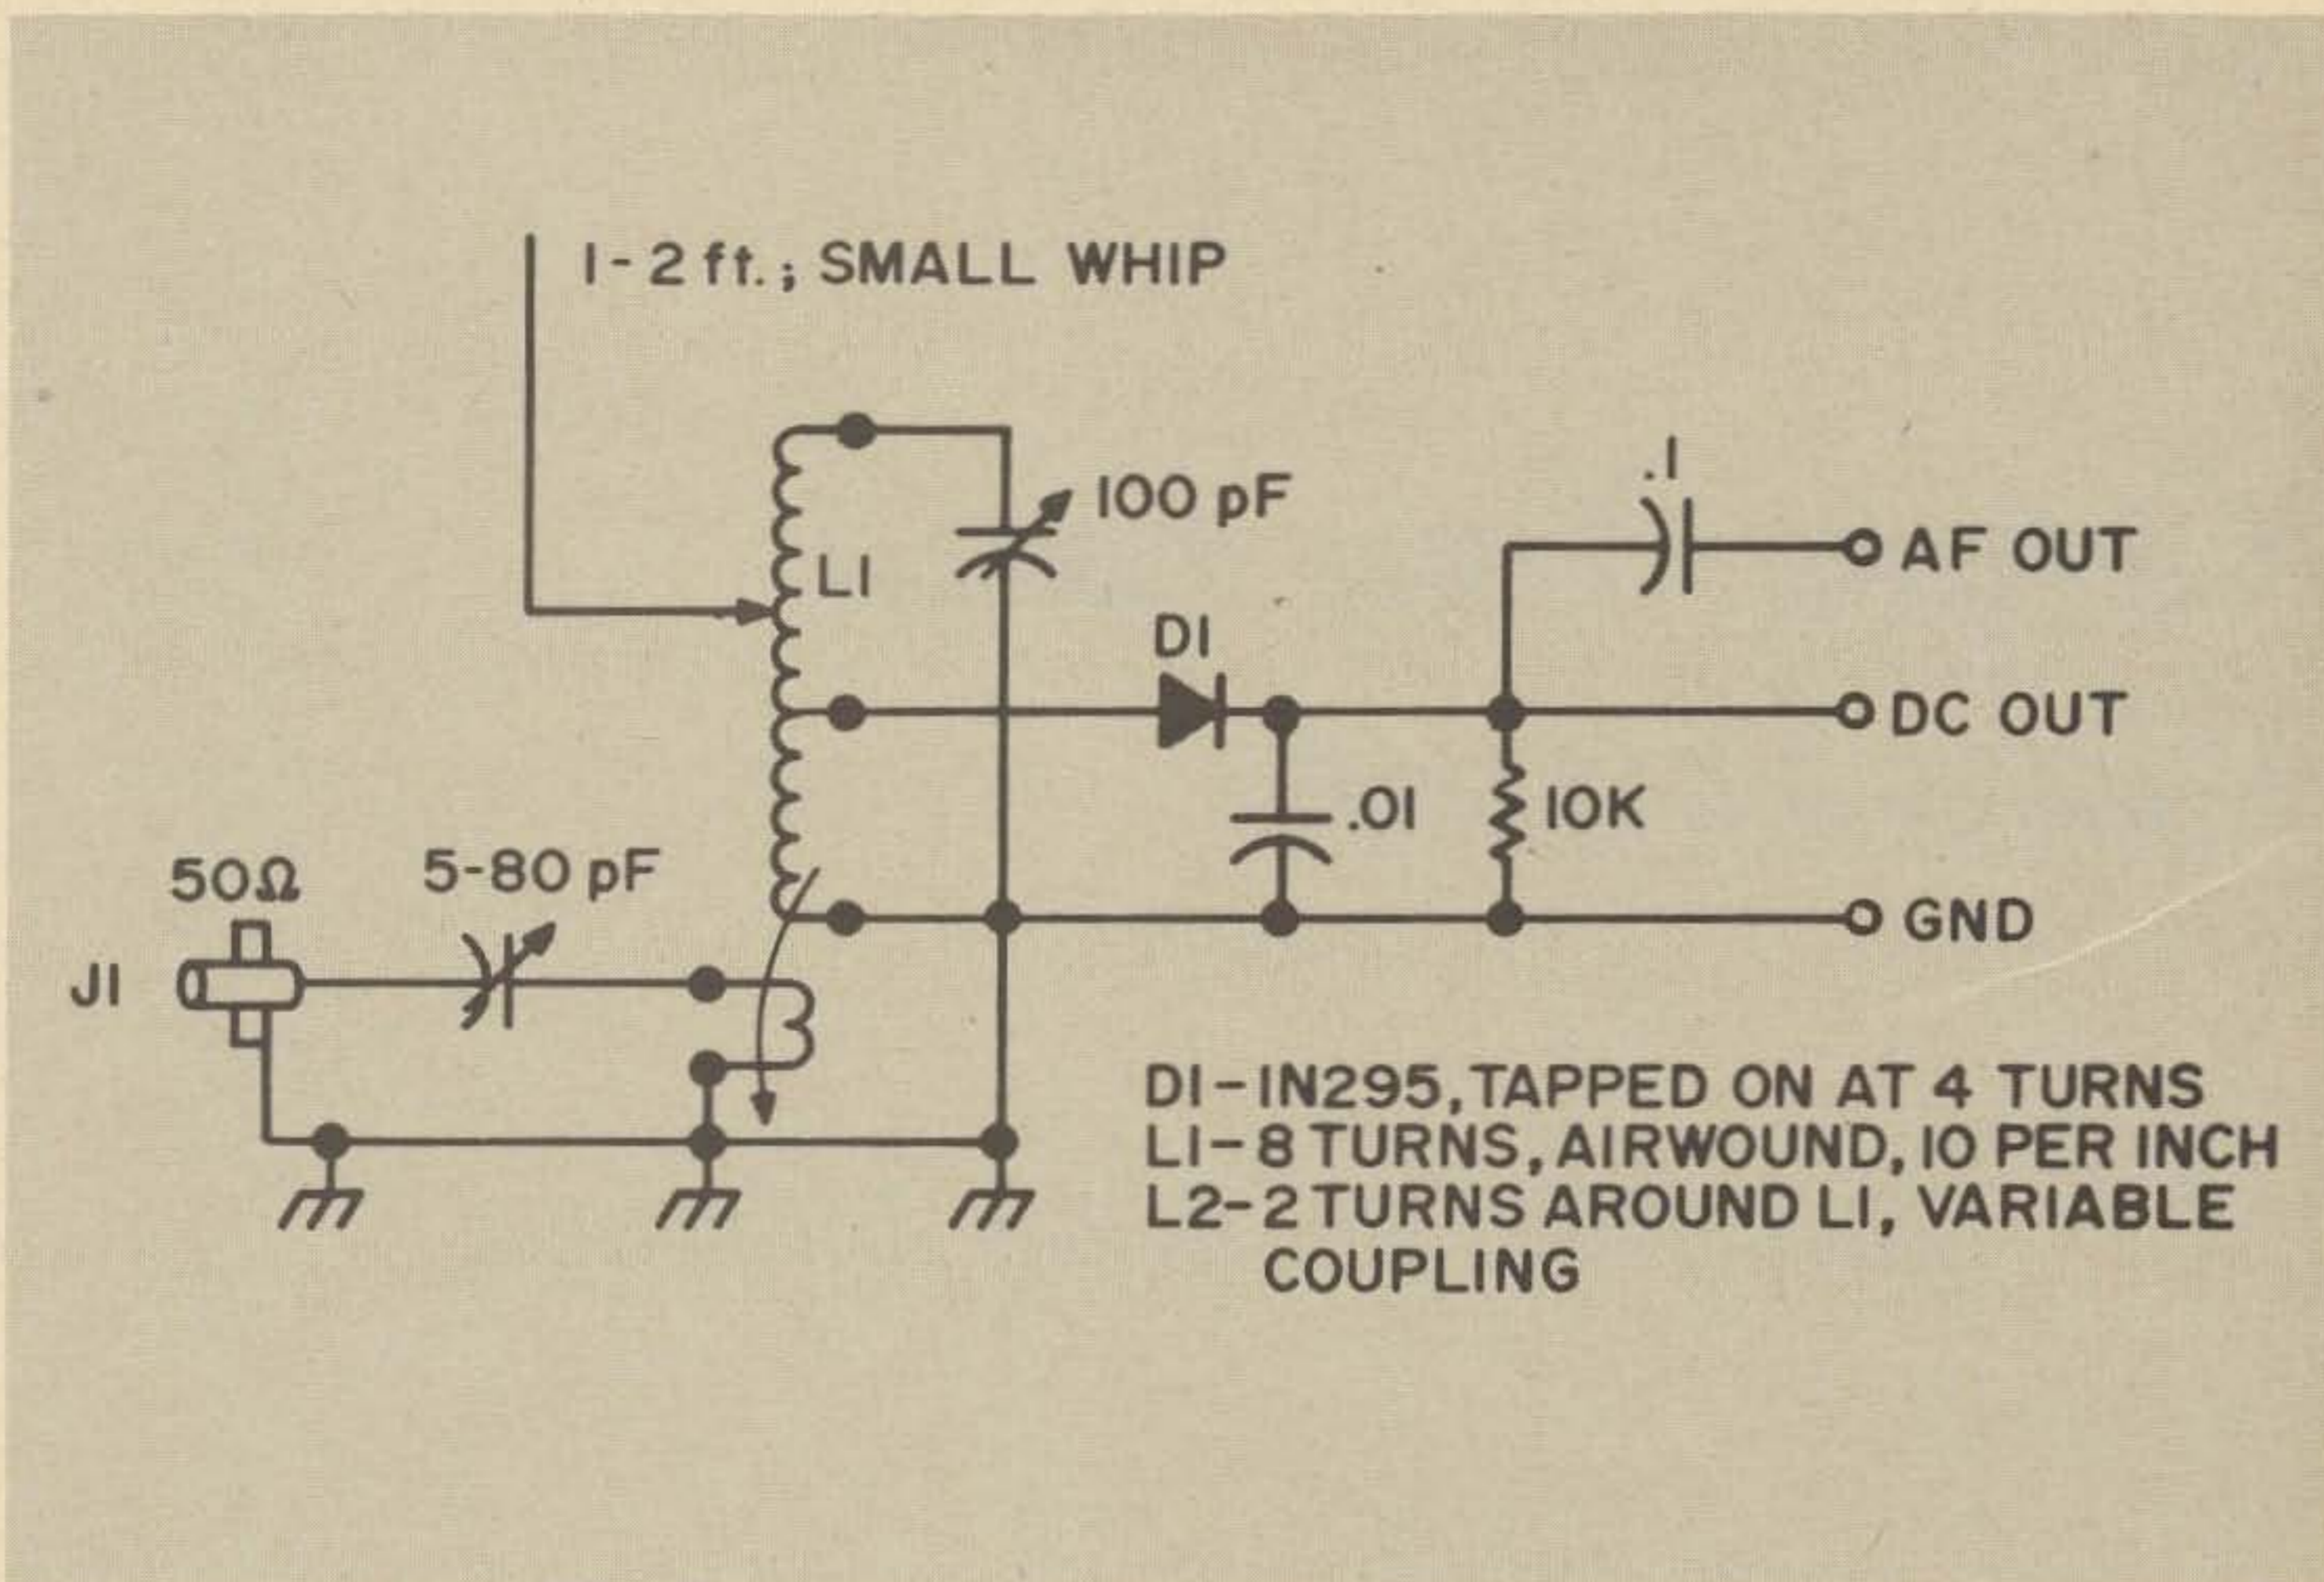 1-2 ft.; SMALL WHIP
100 pF
L1
.1
AF OUT
D1
DC OUT
.01
10K
50Ω
5-80 pF
GND
J1
D1-1N295, TAPPED ON AT 4 TURNS
L1-8 TURNS, AIRWOUND, 10 PER INCH
L2-2 TURNS AROUND L1, VARIABLE
COUPLING